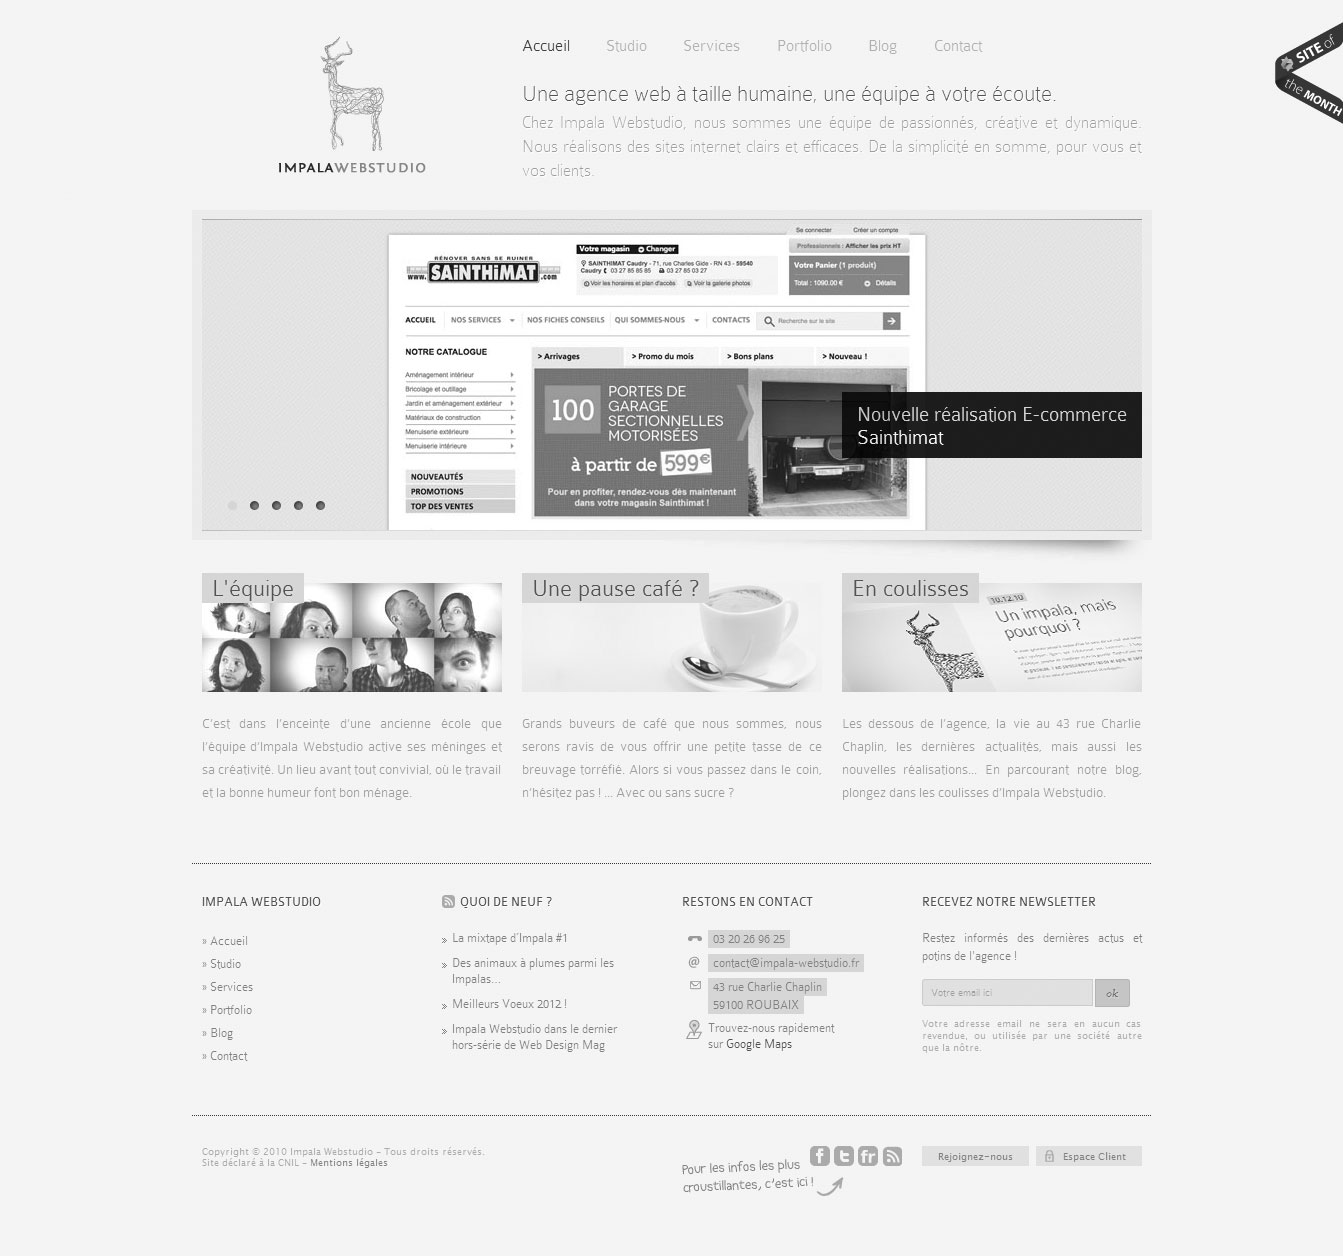 Accueil Studio Services Portfolio Blog Contact
SITE of
the MONTH
IMPALAWEBSTUDIO
Une agence web à taille humaine, une équipe à votre écoute.
Chez Impala Webstudio, nous sommes une équipe de passionnés, créative et dynamique.
Nous réalisons des sites internet clairs et efficaces. De la simplicité en somme, pour vous et
vos clients.
Se connecter Créer un compte
Votre magasin Changer
Professionnels : Afficher les prix HT
RÉNOVER SANS SE RUINER
www.SAINTHiMAT.com
SAINTHIMAT Caudry - 71, rue Charles Gide - RN 43 - 59540
Caudry 03 27 85 85 85 03 27 85 03 27
Voir les horaires et plan d'accès Voir la galerie photos
Votre Panier (1 produit)
Total : 1090.00 € Détails
ACCUEIL NOS SERVICES NOS FICHES CONSEILS QUI SOMMES-NOUS CONTACTS Recherche sur le site
NOTRE CATALOGUE
> Arrivages > Promo du mois > Bons plans > Nouveau !
Aménagement intérieur
Bricolage et outillage
Jardin et aménagement extérieur
Matériaux de construction
Menuiserie extérieure
Menuiserie intérieure
NOUVEAUTÉS
PROMOTIONS
TOP DES VENTES
100 PORTES DE
GARAGE
SECTIONNELLES
MOTORISÉES
à partir de 599€
Pour en profiter, rendez-vous dès maintenant
dans votre magasin Sainthimat !
Nouvelle réalisation E-commerce
Sainthimat
L'équipe
C'est dans l'enceinte d'une ancienne école que
l'équipe d'Impala Webstudio active ses méninges et
sa créativité. Un lieu avant tout convivial, où le travail
et la bonne humeur font bon ménage.
Une pause café ?
Grands buveurs de café que nous sommes, nous
serons ravis de vous offrir une petite tasse de ce
breuvage torréfié. Alors si vous passez dans le coin,
n'hésitez pas ! ... Avec ou sans sucre ?
En coulisses
10.12.10
Un impala, mais
pourquoi ?
Les dessous de l'agence, la vie au 43 rue Charlie
Chaplin, les dernières actualités, mais aussi les
nouvelles réalisations... En parcourant notre blog,
plongez dans les coulisses d'Impala Webstudio.
IMPALA WEBSTUDIO
» Accueil
» Studio
» Services
» Portfolio
» Blog
» Contact
QUOI DE NEUF ?
» La mixtape d'Impala #1
» Des animaux à plumes parmi les
Impalas...
» Meilleurs Voeux 2012 !
» Impala Webstudio dans le dernier
hors-série de Web Design Mag
RESTONS EN CONTACT
03 20 26 96 25
@ contact@impala-webstudio.fr
43 rue Charlie Chaplin
59100 ROUBAIX
Trouvez-nous rapidement
sur Google Maps
RECEVEZ NOTRE NEWSLETTER
Restez informés des dernières actus et
potins de l'agence !
Votre email ici ok
Votre adresse email ne sera en aucun cas
revendue, ou utilisée par une société autre
que la nôtre.
Copyright © 2010 Impala Webstudio - Tous droits réservés.
Site déclaré à la CNIL - Mentions légales
Pour les infos les plus
croustillantes, c'est ici !
f t fr
Rejoignez-nous Espace Client